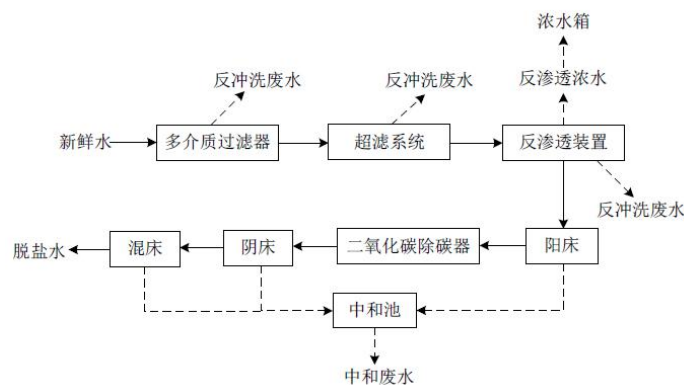 浓水箱
反冲洗废水
反冲洗废水
反渗透浓水
新鲜水
多介质过滤器
超滤系统
反渗透装置
反冲洗废水
脱盐水
混床
阴床
二氧化碳除碳器
阳床
中和池
中和废水